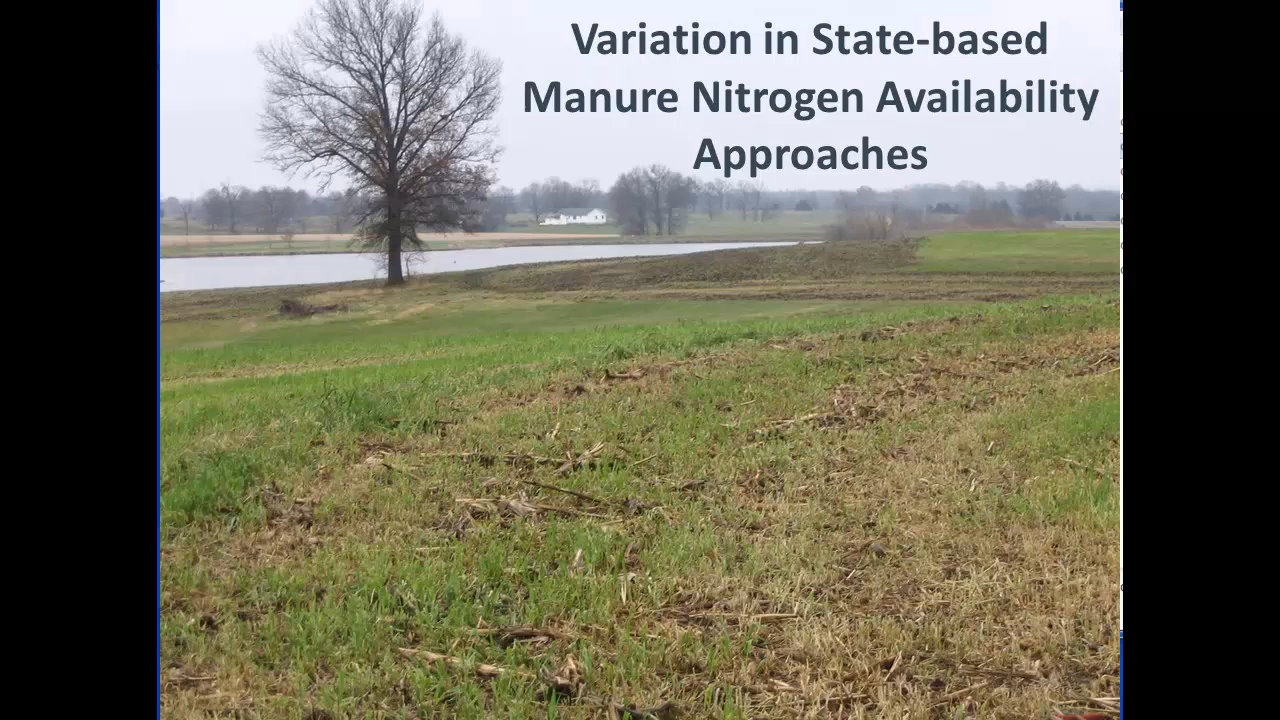 Variation in State-based
Manure Nitrogen Availability
Approaches